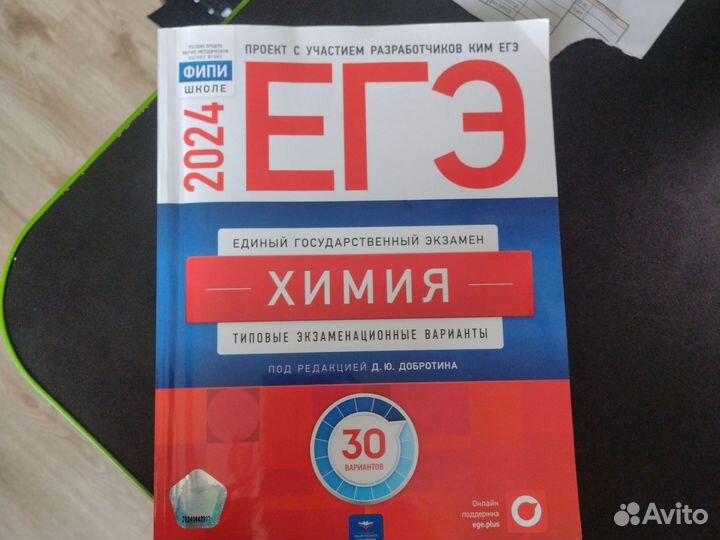 ПРОЕКТ С УЧАСТИЕМ РАЗРАБОТЧИКОВ КИМ ЕГЭ
ФИПИ
ШКОЛЕ
2024
ЕГЭ
ЕДИНЫЙ ГОСУДАРСТВЕННЫЙ ЭКЗАМЕН
ХИМИЯ
ТИПОВЫЕ ЭКЗАМЕНАЦИОННЫЕ ВАРИАНТЫ
ПОД РЕДАКЦИЕЙ Д. Ю. ДОБРОТИНА
30
ВАРИАНТОВ
Онлайн
поддержка
ege.plus
Avito